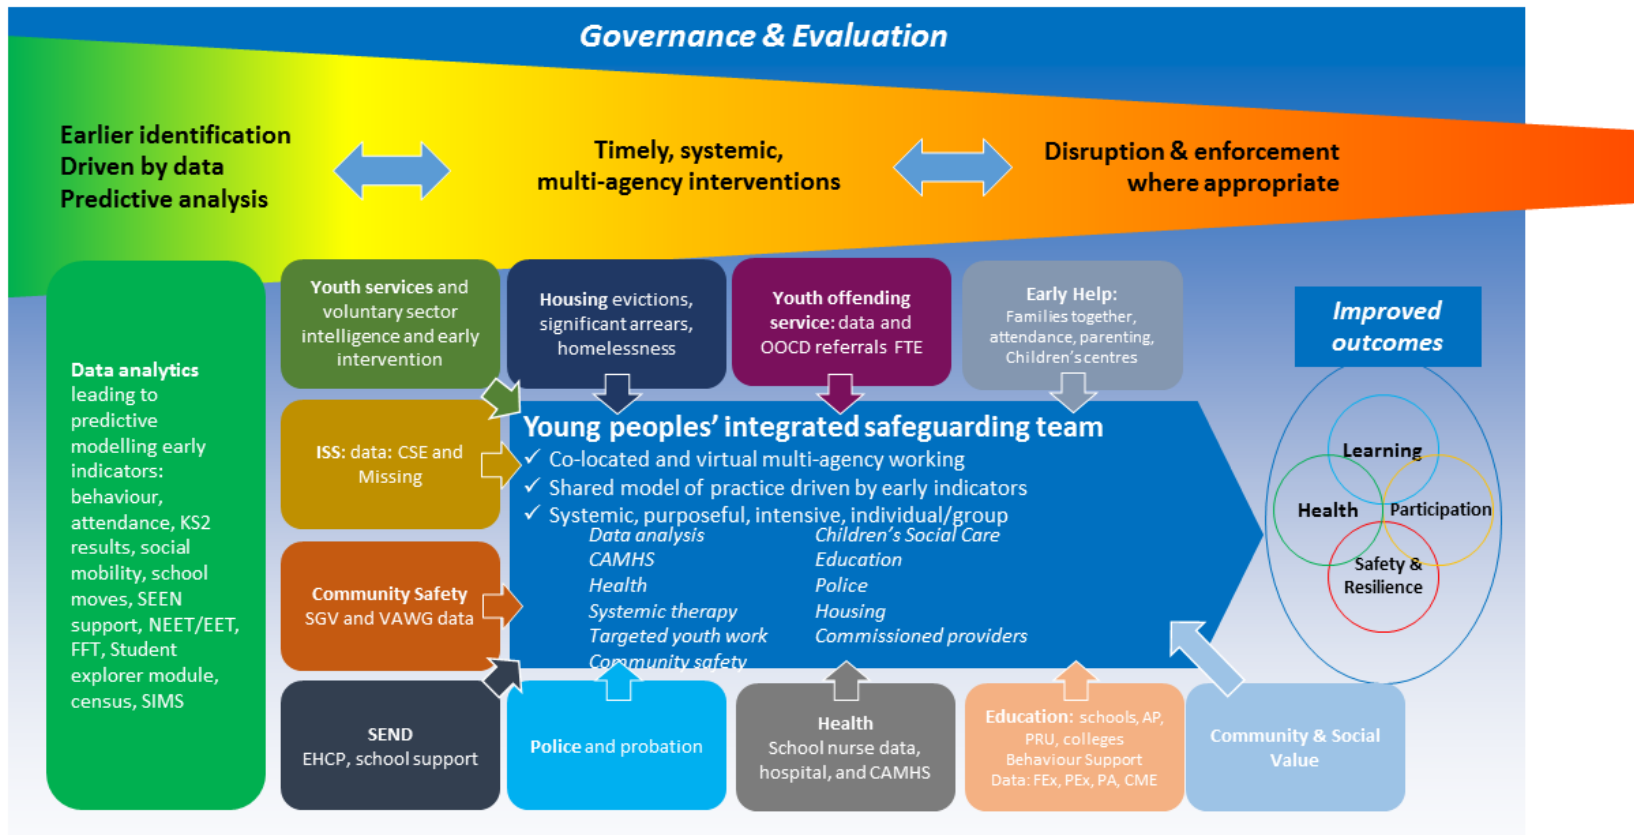 Governance & Evaluation
Earlier identification
Driven by data
Predictive analysis
Timely, systemic,
multi-agency interventions
Disruption & enforcement
where appropriate
Data analytics
leading to
predictive
modelling early
indicators:
behaviour,
attendance, KS2
results, social
mobility, school
moves, SEEN
support, NEET/EET,
FFT, Student
explorer module,
census, SIMS
Youth services and
voluntary sector
intelligence and early
intervention
Housing evictions,
significant arrears,
homelessness
Youth offending
service: data and
OOCD referrals FTE
Early Help:
Families together,
attendance, parenting,
Children's centres
ISS: data: CSE and
Missing
Community Safety
SGV and VAWG data
SEND
EHCP, school support
Young peoples' integrated safeguarding team
✓ Co-located and virtual multi-agency working
✓ Shared model of practice driven by early indicators
✓ Systemic, purposeful, intensive, individual/group
Data analysis
CAMHS
Health
Systemic therapy
Targeted youth work
Community safety
Children's Social Care
Education
Police
Housing
Commissioned providers
Police and probation
Health
School nurse data,
hospital, and CAMHS
Education: schools, AP,
PRU, colleges
Behaviour Support
Data: FEx, PEx, PA, CME
Community & Social
Value
Improved
outcomes
Learning
Health
Participation
Safety &
Resilience